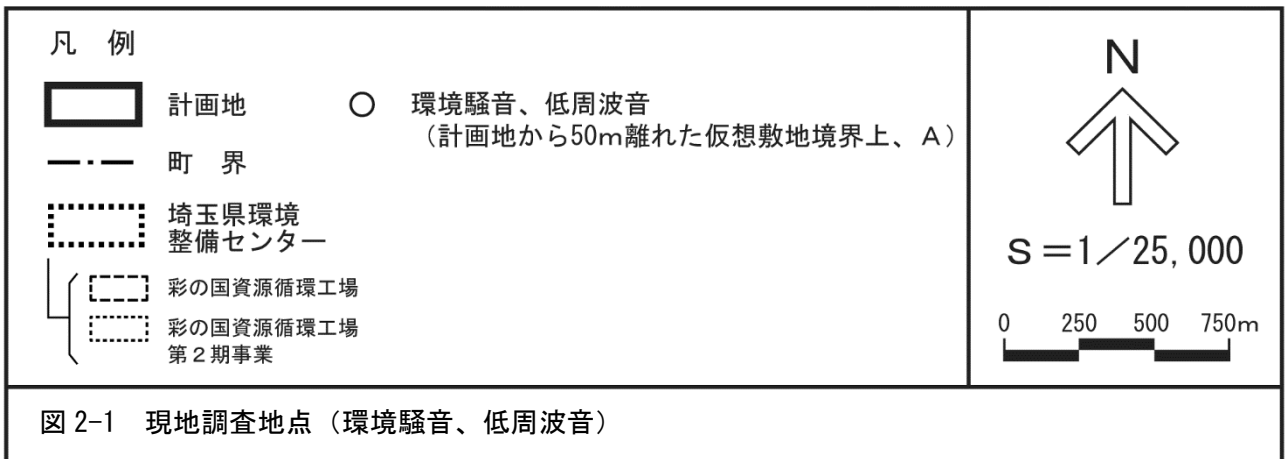 凡 例
計画地
○ 環境騒音、低周波音
（計画地から50m離れた仮想敷地境界上、A）
町 界
埼玉県環境
整備センター
彩の国資源循環工場
彩の国資源循環工場
第2期事業
N
S＝1／25,000
0 250 500 750m
図 2-1 現地調査地点（環境騒音、低周波音）